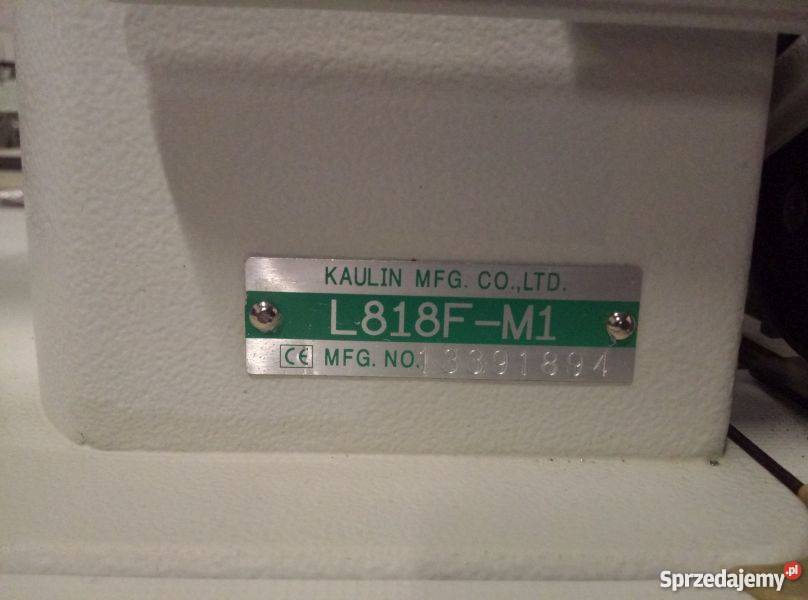 KAULIN MFG. CO.,LTD.
L818F-M1
CE MFG. NO. 13391894
Sprzedajemy.pl